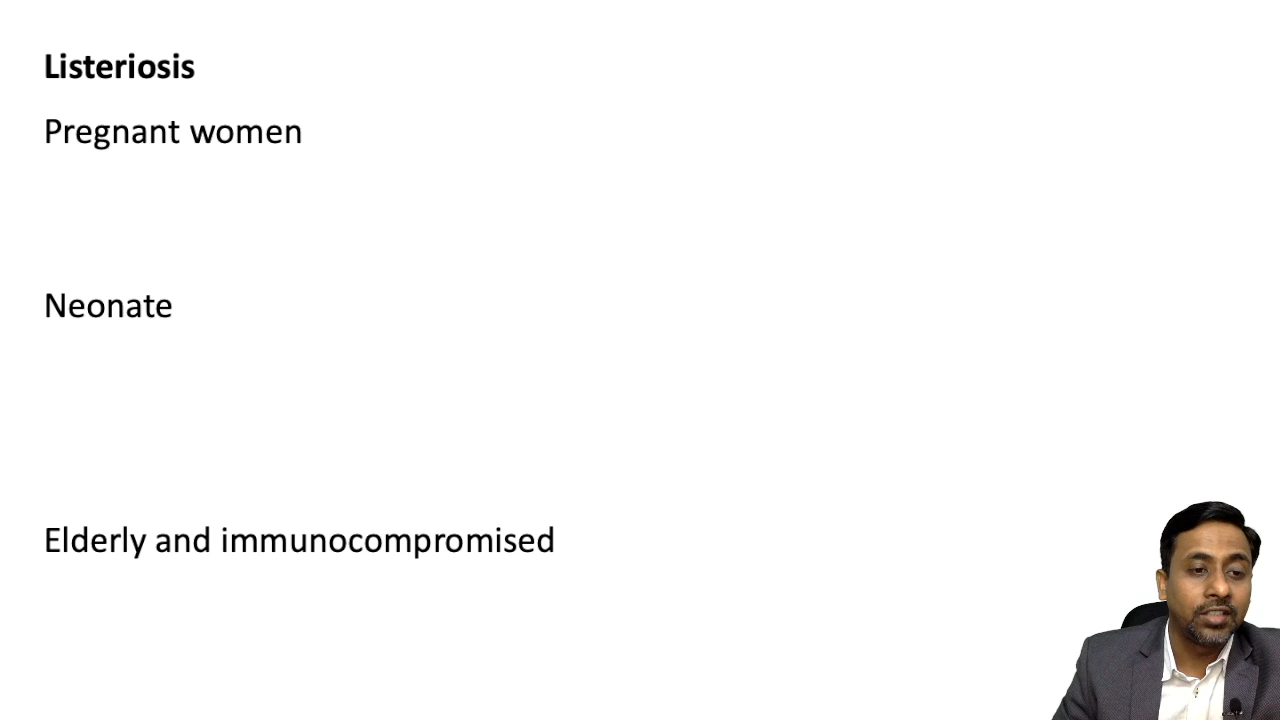 Listeriosis
Pregnant women
Neonate
Elderly and immunocompromised